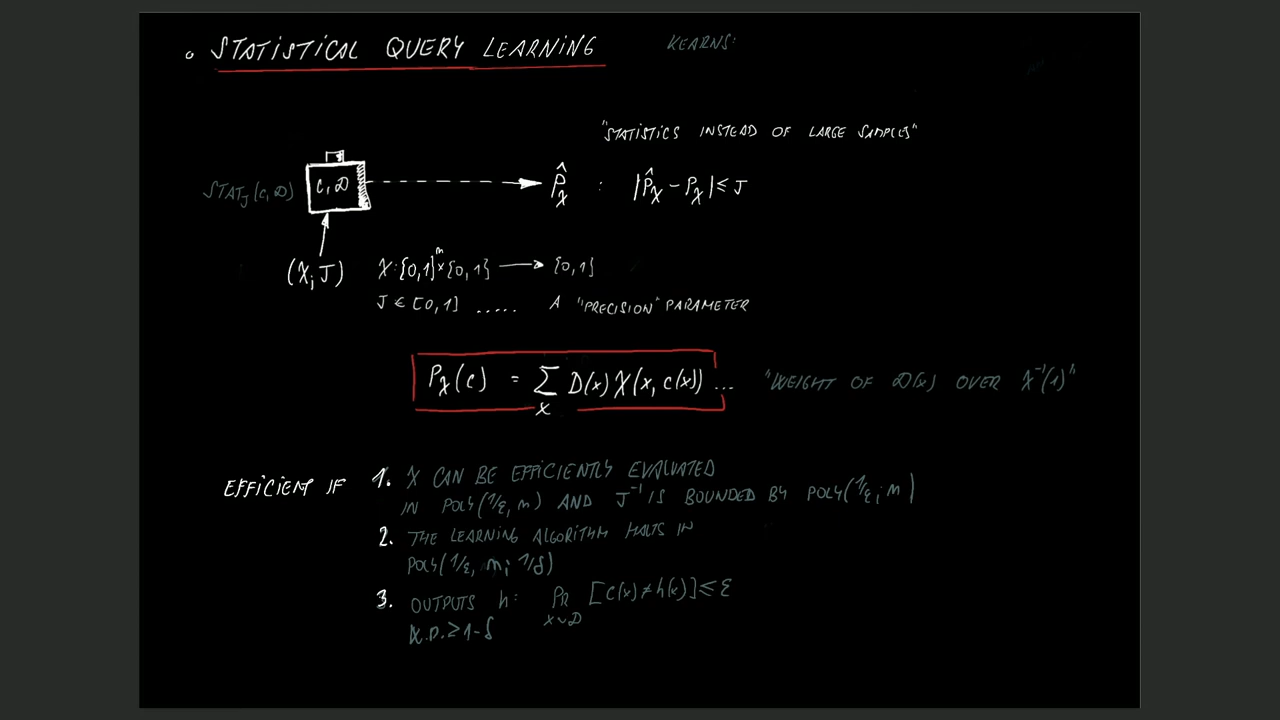 STATISTICAL QUERY LEARNING KEARNS:
"STATISTICS INSTEAD OF LARGE SAMPLES"
STAT_J(C, D) C, D P̂_χ : |P̂_χ - P_χ| ≤ J
(χ; J) χ: {0,1}^m × {0,1} → {0,1}
J ∈ [0,1] ..... A "PRECISION" PARAMETER
P_χ(c) = Σ_x D(x) χ(x, c(x)) ... "WEIGHT OF D(x) OVER χ^-1(1)"
EFFICIENT IF 1. χ CAN BE EFFICIENTLY EVALUATED
IN POLY(1/ε, m) AND J^-1 IS BOUNDED BY POLY(1/ε; m)
2. THE LEARNING ALGORITHM HALTS IN
POLY(1/ε, m; 1/δ)
3. OUTPUTS h: PR_{X~D} [C(x) ≠ h(x)] ≤ ε
W.P. ≥ 1-δ